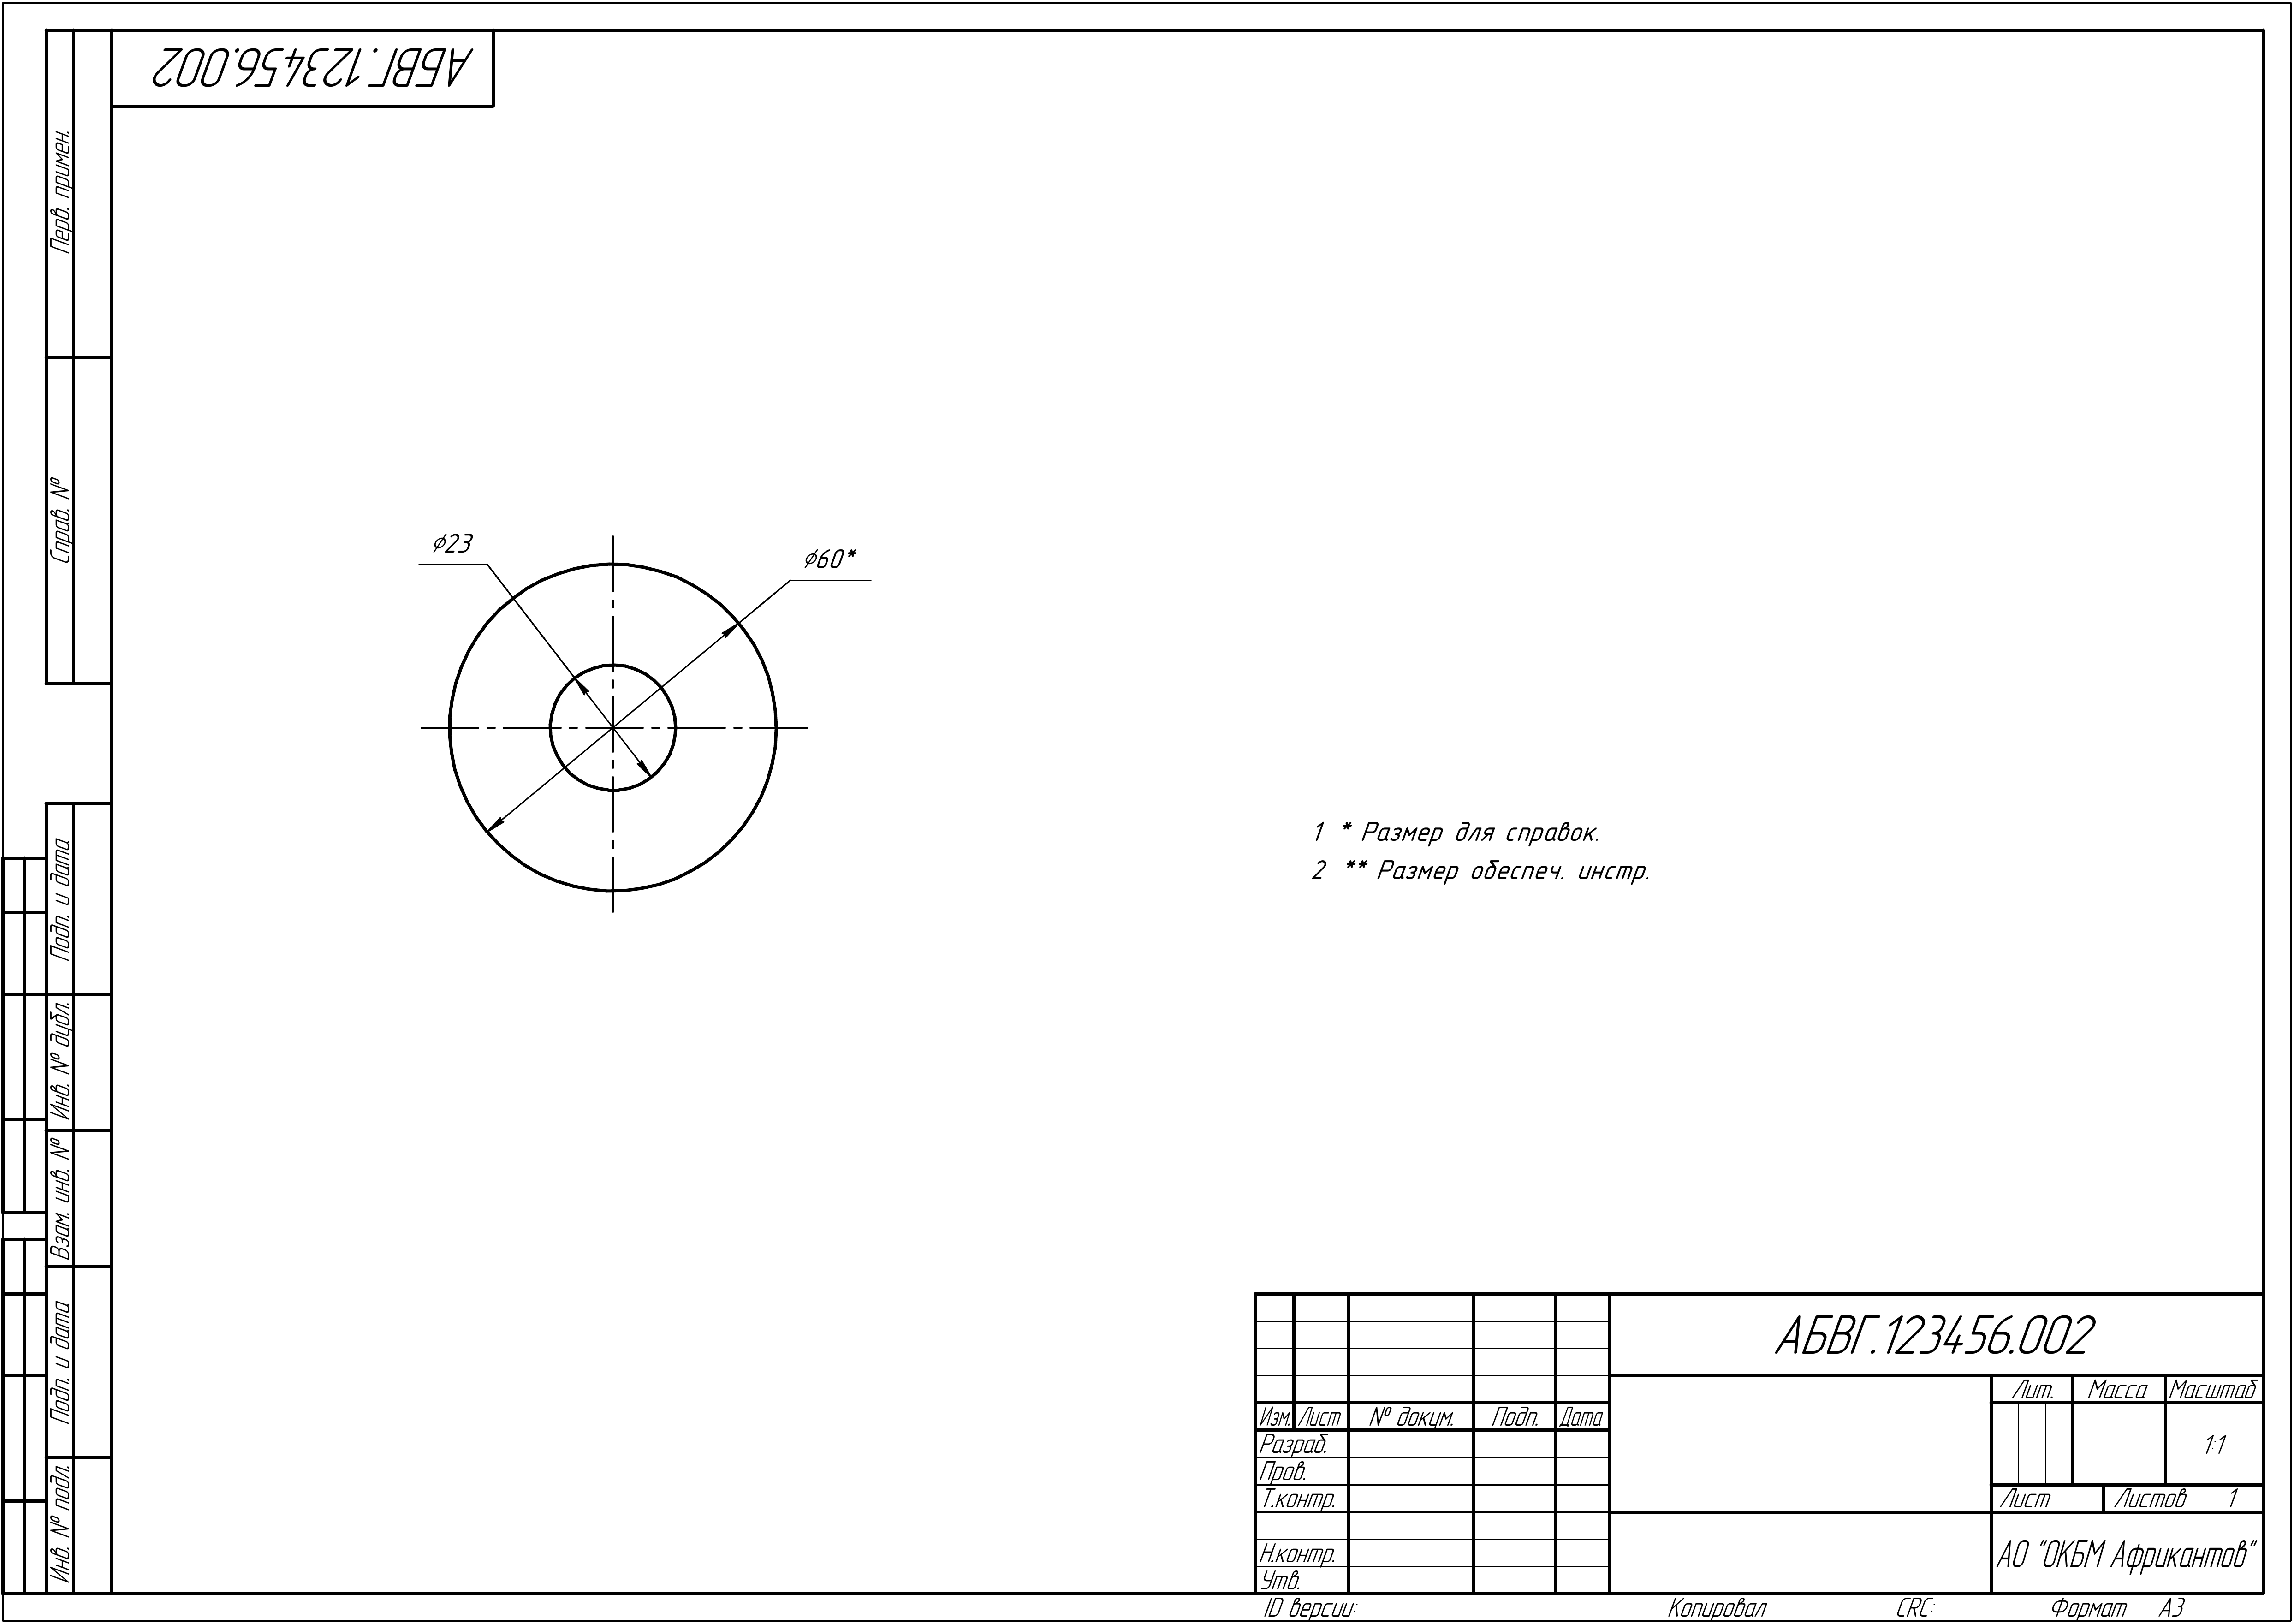 АБВГ.123456.002
Перв. примен.
Справ. №
Подп. и дата
Инв. № дубл.
Взам. инв. №
Подп. и дата
Инв. № подл.
⌀23
⌀60*
1 * Размер для справок.
2 ** Размер обеспеч. инстр.
АБВГ.123456.002
Лит. Масса Масштаб
Изм. Лист № докум. Подп. Дата
Разраб.
1:1
Пров.
Т.контр.
Лист Листов 1
Н.контр.
АО "ОКБМ Африкантов"
Утв.
ID версии: Копировал CRC: Формат А3